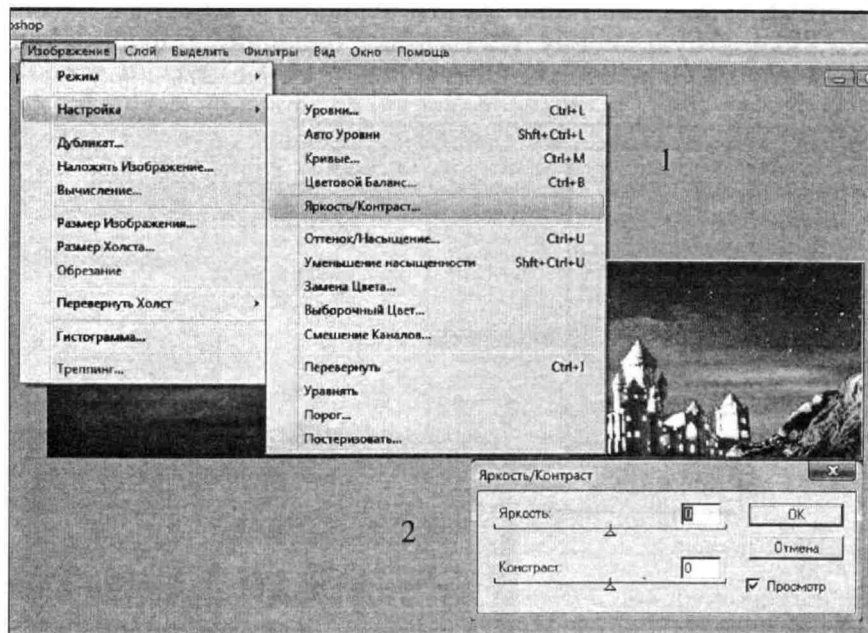 oshop
Изображение Слой Выделить Фильтры Вид Окно Помощь
Режим
Настройка
Дубликат...
Наложить Изображение...
Вычисление...
Размер Изображения...
Размер Холста...
Обрезание
Перевернуть Холст
Гистограмма...
Треппинг...
Уровни... Ctrl+L
Авто Уровни Shft+Ctrl+L
Кривые... Ctrl+M
Цветовой Баланс... Ctrl+B
Яркость/Контраст...
Оттенок/Насыщение... Ctrl+U
Уменьшение насыщенности Shft+Ctrl+U
Замена Цвета...
Выборочный Цвет...
Смешение Каналов...
Перевернуть Ctrl+I
Уравнять
Порог...
Постеризовать...
1
2
Яркость/Контраст
Яркость: 0
Констраст: 0
OK
Отмена
Просмотр